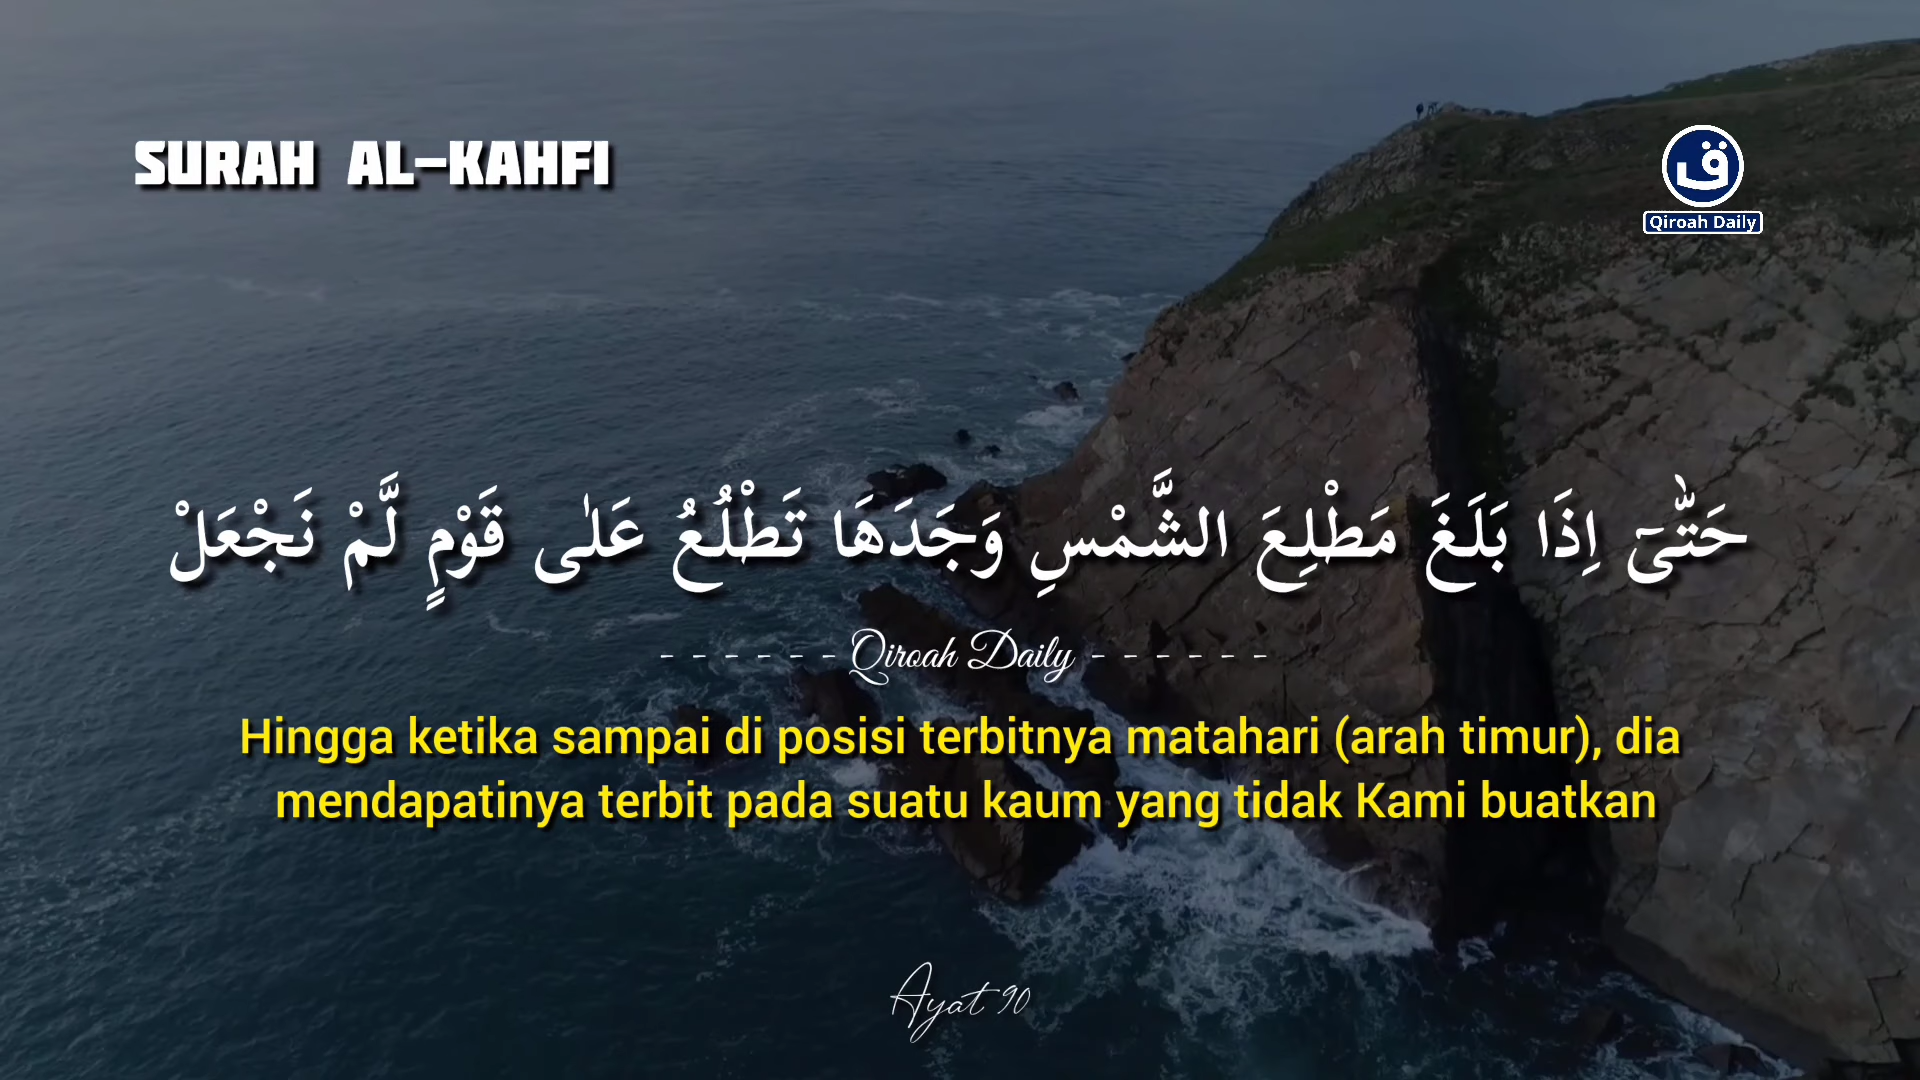 SURAH AL-KAHFI
ق
Qiroah Daily
حَتّٰىٓ اِذَا بَلَغَ مَطْلِعَ الشَّمْسِ وَجَدَهَا تَطْلُعُ عَلٰى قَوْمٍ لَّمْ نَجْعَلْ
- - - - - - Qiroah Daily - - - - - -
Hingga ketika sampai di posisi terbitnya matahari (arah timur), dia
mendapatinya terbit pada suatu kaum yang tidak Kami buatkan
Ayat 90